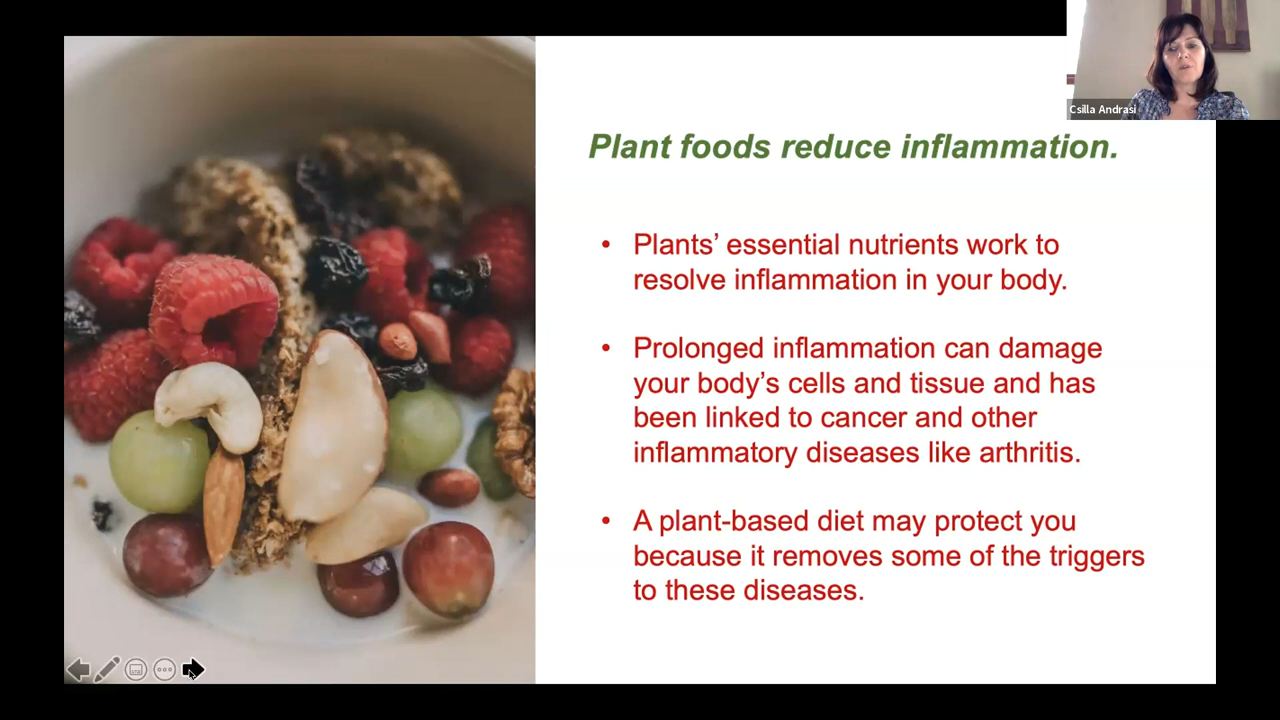 Csilla Andrasi
Plant foods reduce inflammation.
• Plants’ essential nutrients work to
resolve inflammation in your body.
• Prolonged inflammation can damage
your body’s cells and tissue and has
been linked to cancer and other
inflammatory diseases like arthritis.
• A plant-based diet may protect you
because it removes some of the triggers
to these diseases.